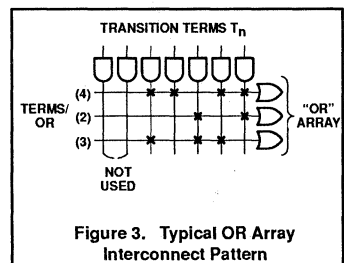 TRANSITION TERMS Tn
(4)
TERMS/
OR
(2)
(3)
"OR"
ARRAY
NOT
USED
Figure 3. Typical OR Array
Interconnect Pattern